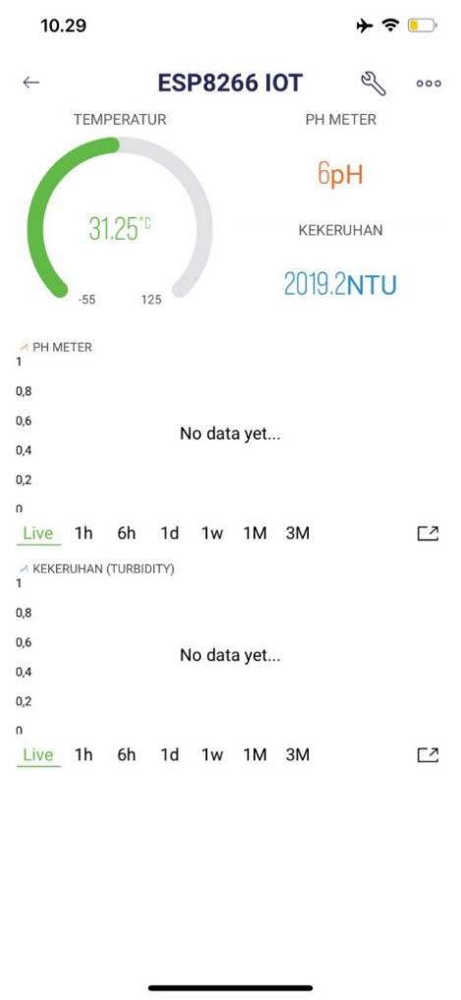 10.29
ESP8266 IOT
TEMPERATUR
31.25°C
-55 125
PH METER
6pH
KEKERUHAN
2019.2NTU
PH METER
1
0,8
0,6
0,4
0,2
0
No data yet...
Live 1h 6h 1d 1w 1M 3M
KEKERUHAN (TURBIDITY)
1
0,8
0,6
0,4
0,2
0
No data yet...
Live 1h 6h 1d 1w 1M 3M